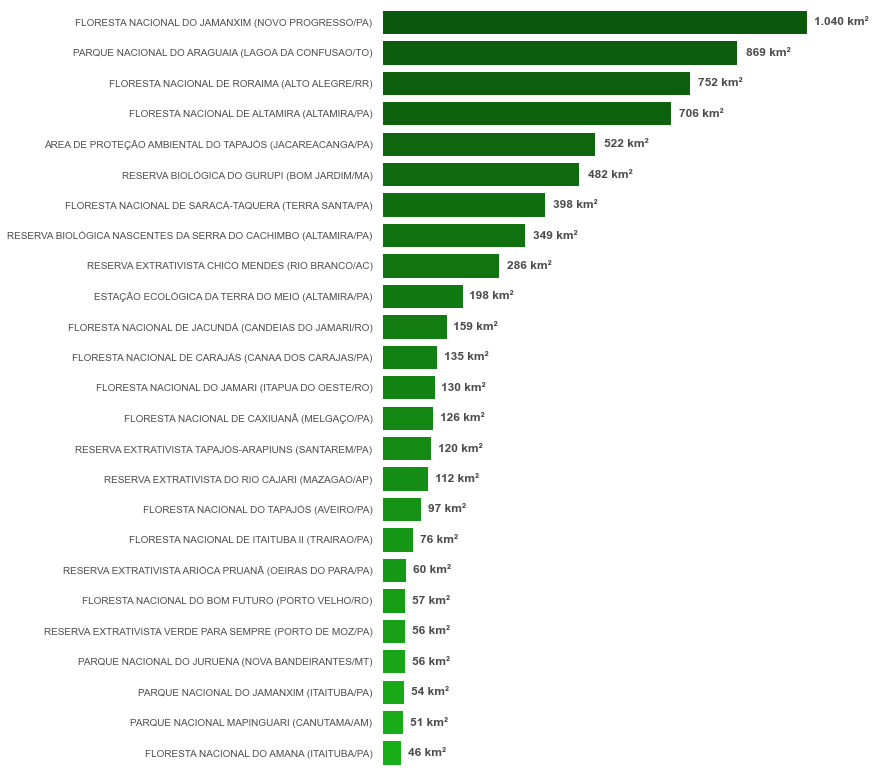 FLORESTA NACIONAL DO JAMANXIM (NOVO PROGRESSO/PA) 1.040 km²
PARQUE NACIONAL DO ARAGUAIA (LAGOA DA CONFUSAO/TO) 869 km²
FLORESTA NACIONAL DE RORAIMA (ALTO ALEGRE/RR) 752 km²
FLORESTA NACIONAL DE ALTAMIRA (ALTAMIRA/PA) 706 km²
ÁREA DE PROTEÇÃO AMBIENTAL DO TAPAJÓS (JACAREACANGA/PA) 522 km²
RESERVA BIOLÓGICA DO GURUPI (BOM JARDIM/MA) 482 km²
FLORESTA NACIONAL DE SARACÁ-TAQUERA (TERRA SANTA/PA) 398 km²
RESERVA BIOLÓGICA NASCENTES DA SERRA DO CACHIMBO (ALTAMIRA/PA) 349 km²
RESERVA EXTRATIVISTA CHICO MENDES (RIO BRANCO/AC) 286 km²
ESTAÇÃO ECOLÓGICA DA TERRA DO MEIO (ALTAMIRA/PA) 198 km²
FLORESTA NACIONAL DE JACUNDÁ (CANDEIAS DO JAMARI/RO) 159 km²
FLORESTA NACIONAL DE CARAJÁS (CANAA DOS CARAJAS/PA) 135 km²
FLORESTA NACIONAL DO JAMARI (ITAPUA DO OESTE/RO) 130 km²
FLORESTA NACIONAL DE CAXIUANÃ (MELGAÇO/PA) 126 km²
RESERVA EXTRATIVISTA TAPAJÓS-ARAPIUNS (SANTAREM/PA) 120 km²
RESERVA EXTRATIVISTA DO RIO CAJARI (MAZAGAO/AP) 112 km²
FLORESTA NACIONAL DO TAPAJÓS (AVEIRO/PA) 97 km²
FLORESTA NACIONAL DE ITAITUBA II (TRAIRAO/PA) 76 km²
RESERVA EXTRATIVISTA ARIÓCA PRUANÃ (OEIRAS DO PARA/PA) 60 km²
FLORESTA NACIONAL DO BOM FUTURO (PORTO VELHO/RO) 57 km²
RESERVA EXTRATIVISTA VERDE PARA SEMPRE (PORTO DE MOZ/PA) 56 km²
PARQUE NACIONAL DO JURUENA (NOVA BANDEIRANTES/MT) 56 km²
PARQUE NACIONAL DO JAMANXIM (ITAITUBA/PA) 54 km²
PARQUE NACIONAL MAPINGUARI (CANUTAMA/AM) 51 km²
FLORESTA NACIONAL DO AMANA (ITAITUBA/PA) 46 km²